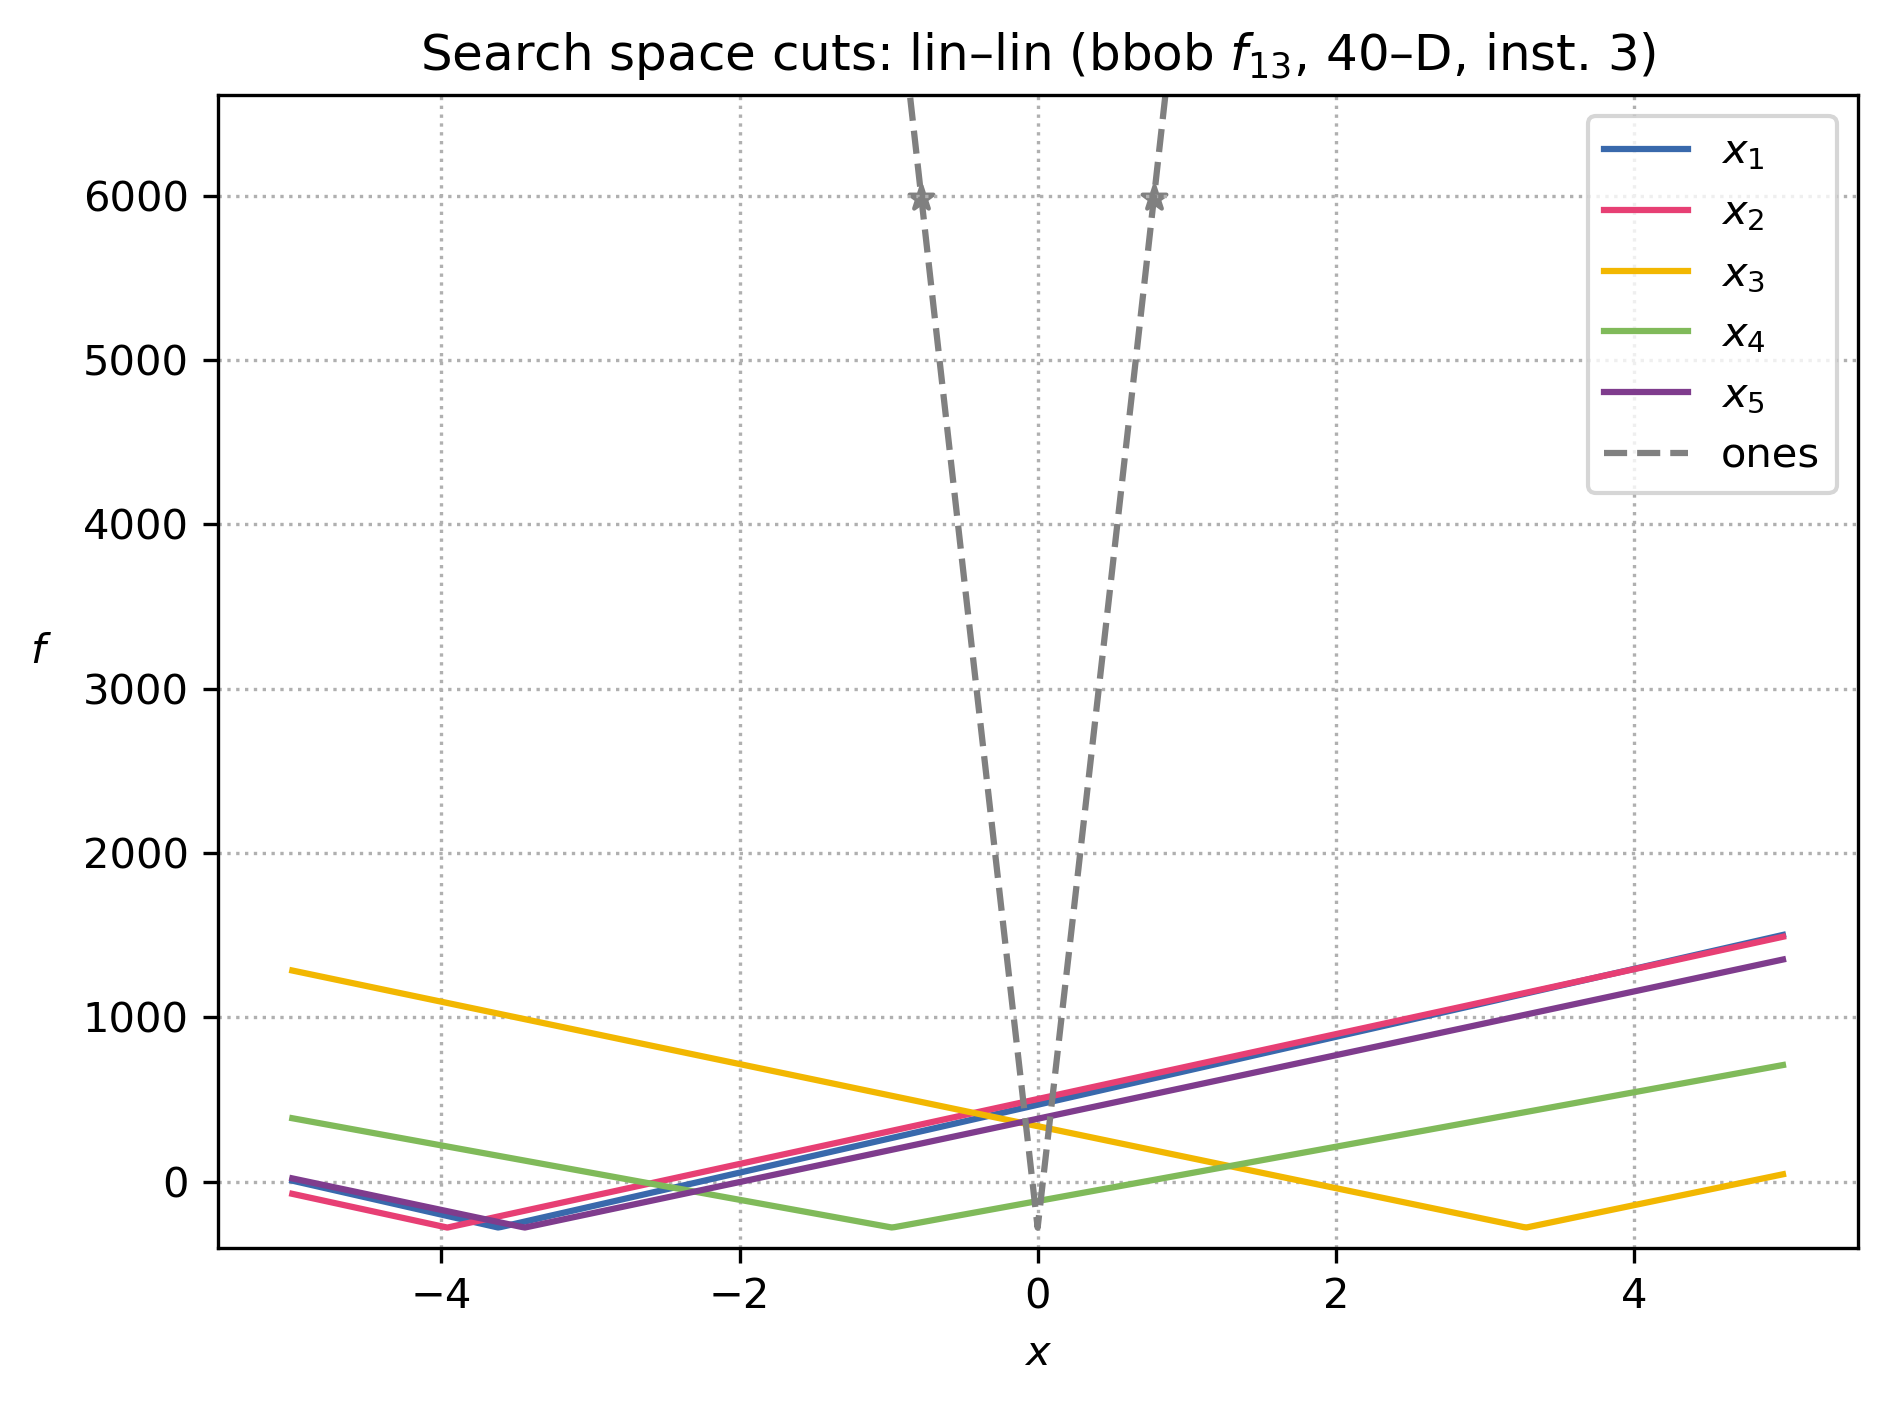 Search space cuts: lin–lin (bbob f₁₃, 40–D, inst. 3)
x₁
x₂
x₃
x₄
x₅
ones
6000
5000
4000
3000
2000
1000
0
f
−4 −2 0 2 4
x